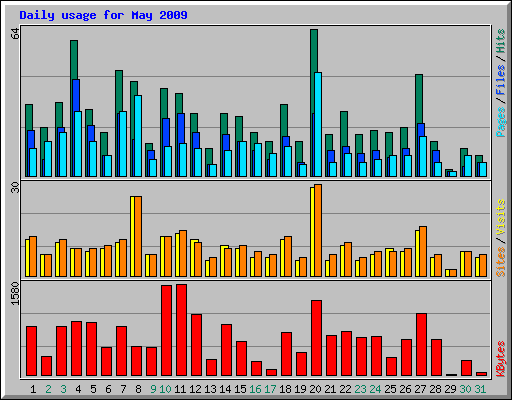 Daily usage for May 2009
64
Pages / Files / Hits
30
Sites / Visits
1580
KBytes
1 2 3 4 5 6 7 8 9 10 11 12 13 14 15 16 17 18 19 20 21 22 23 24 25 26 27 28 29 30 31